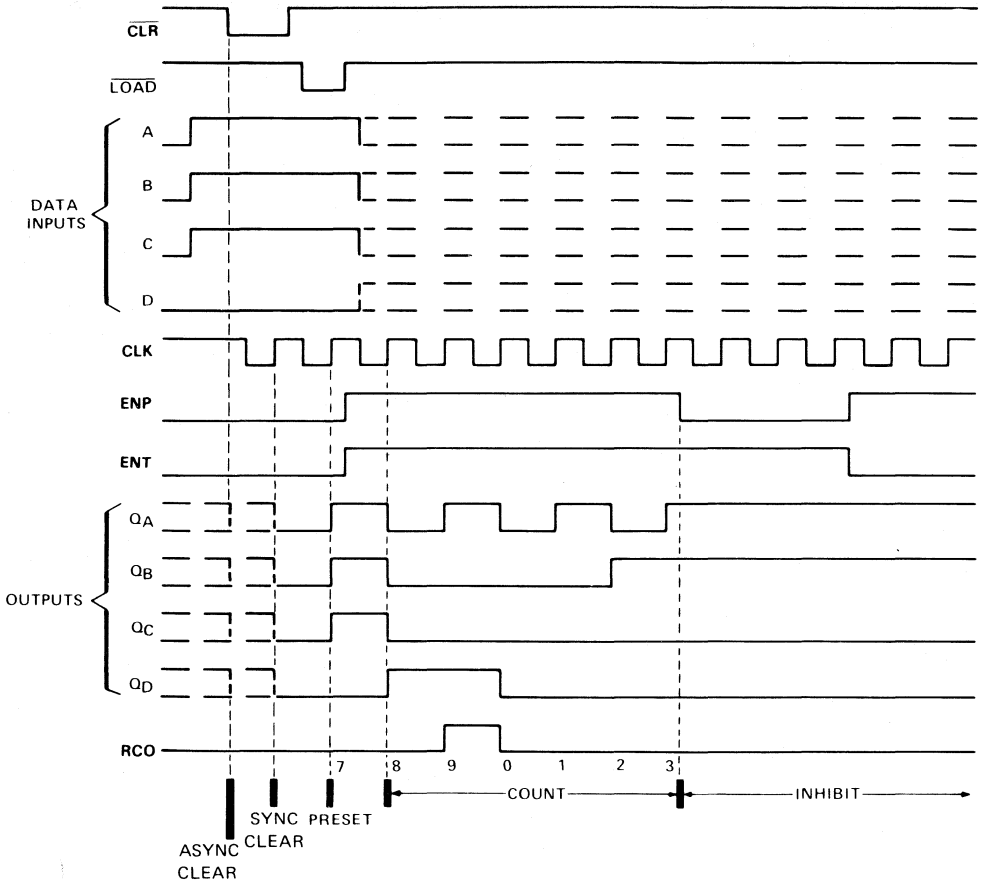 CLR
LOAD
A
B
DATA
INPUTS
C
D
CLK
ENP
ENT
QA
QB
OUTPUTS
QC
QD
RCO
7 8 9 0 1 2 3
COUNT INHIBIT
SYNC PRESET
CLEAR
ASYNC
CLEAR